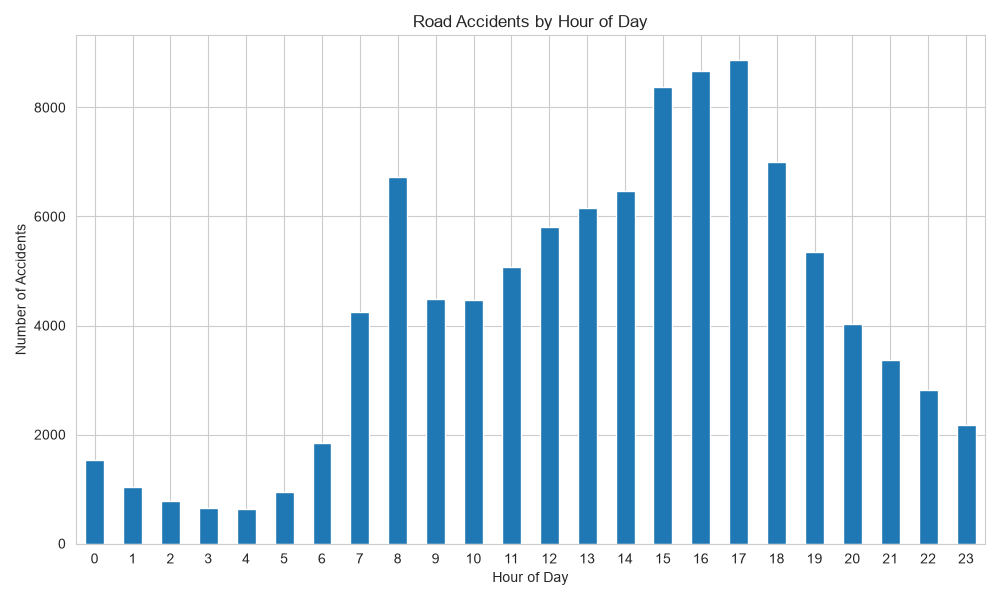 Road Accidents by Hour of Day
Number of Accidents
8000
6000
4000
2000
0
0 1 2 3 4 5 6 7 8 9 10 11 12 13 14 15 16 17 18 19 20 21 22 23
Hour of Day